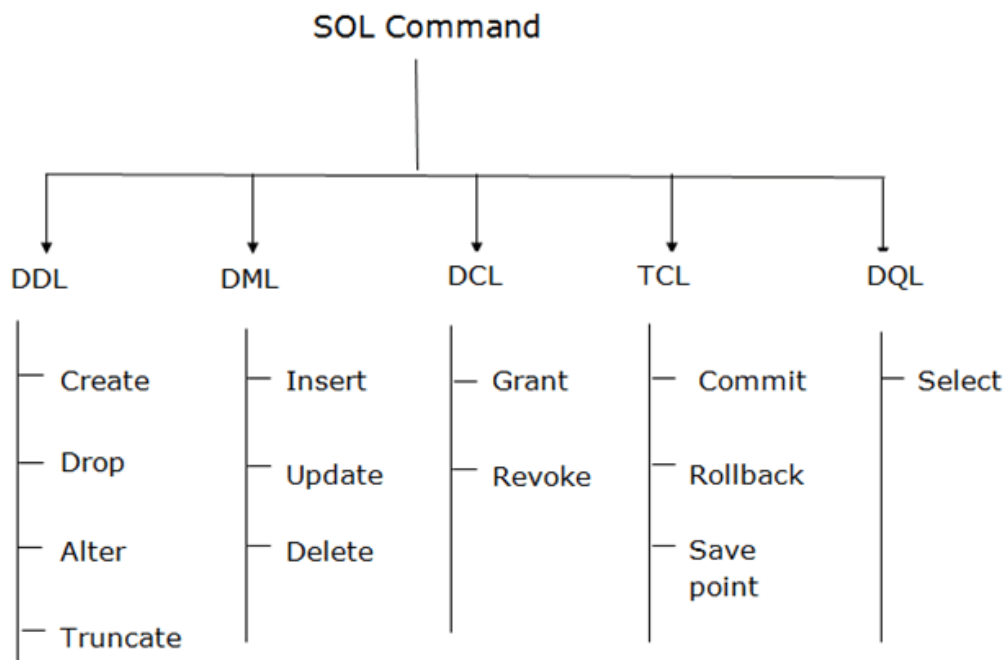 SOL Command
DDL
DML
DCL
TCL
DQL
Create
Drop
Alter
Truncate
Insert
Update
Delete
Grant
Revoke
Commit
Rollback
Save
point
Select